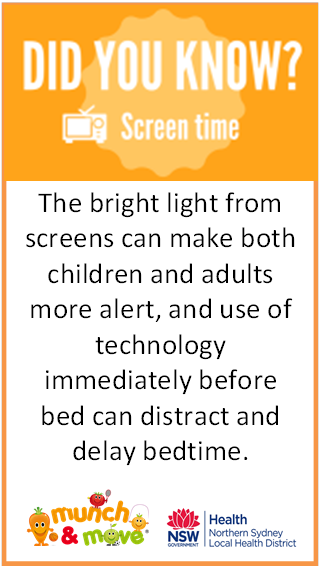 DID YOU KNOW?
Screen time
The bright light from
screens can make both
children and adults
more alert, and use of
technology
immediately before
bed can distract and
delay bedtime.
munch
& move
NSW
GOVERNMENT
Health
Northern Sydney
Local Health District